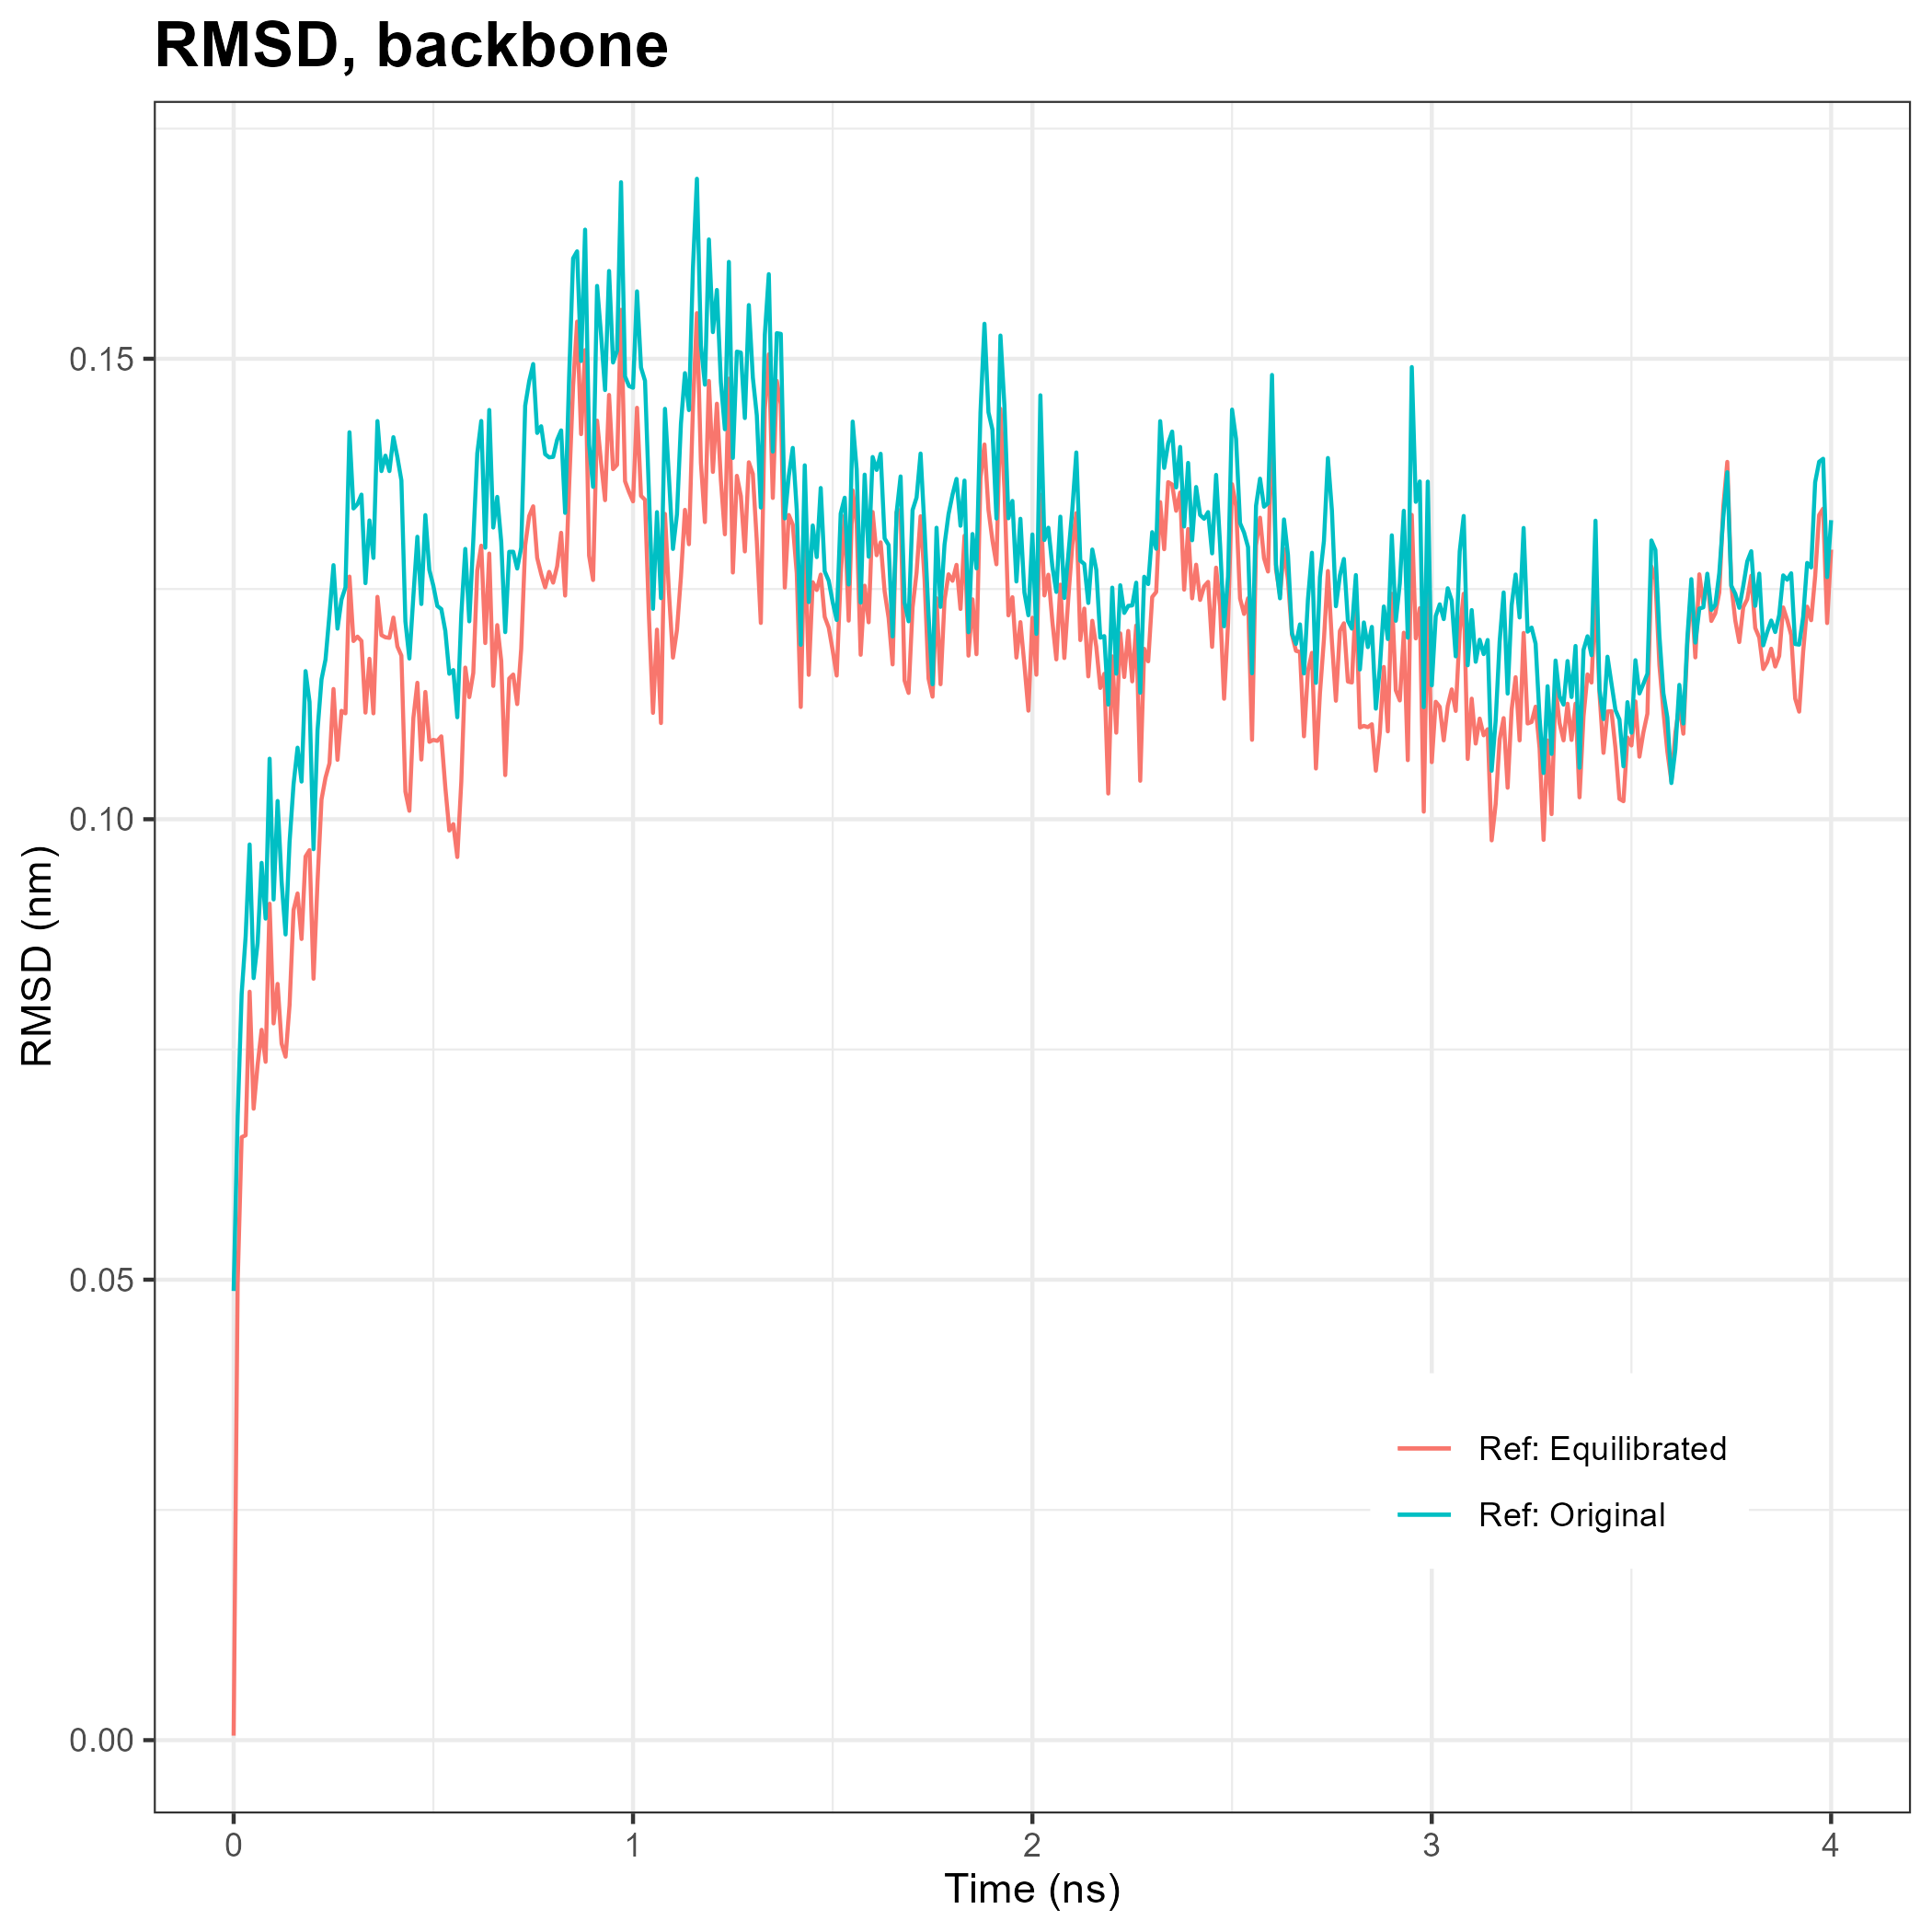 RMSD, backbone
RMSD (nm)
0.15
0.10
0.05
0.00
Ref: Equilibrated
Ref: Original
0 1 2 3 4
Time (ns)